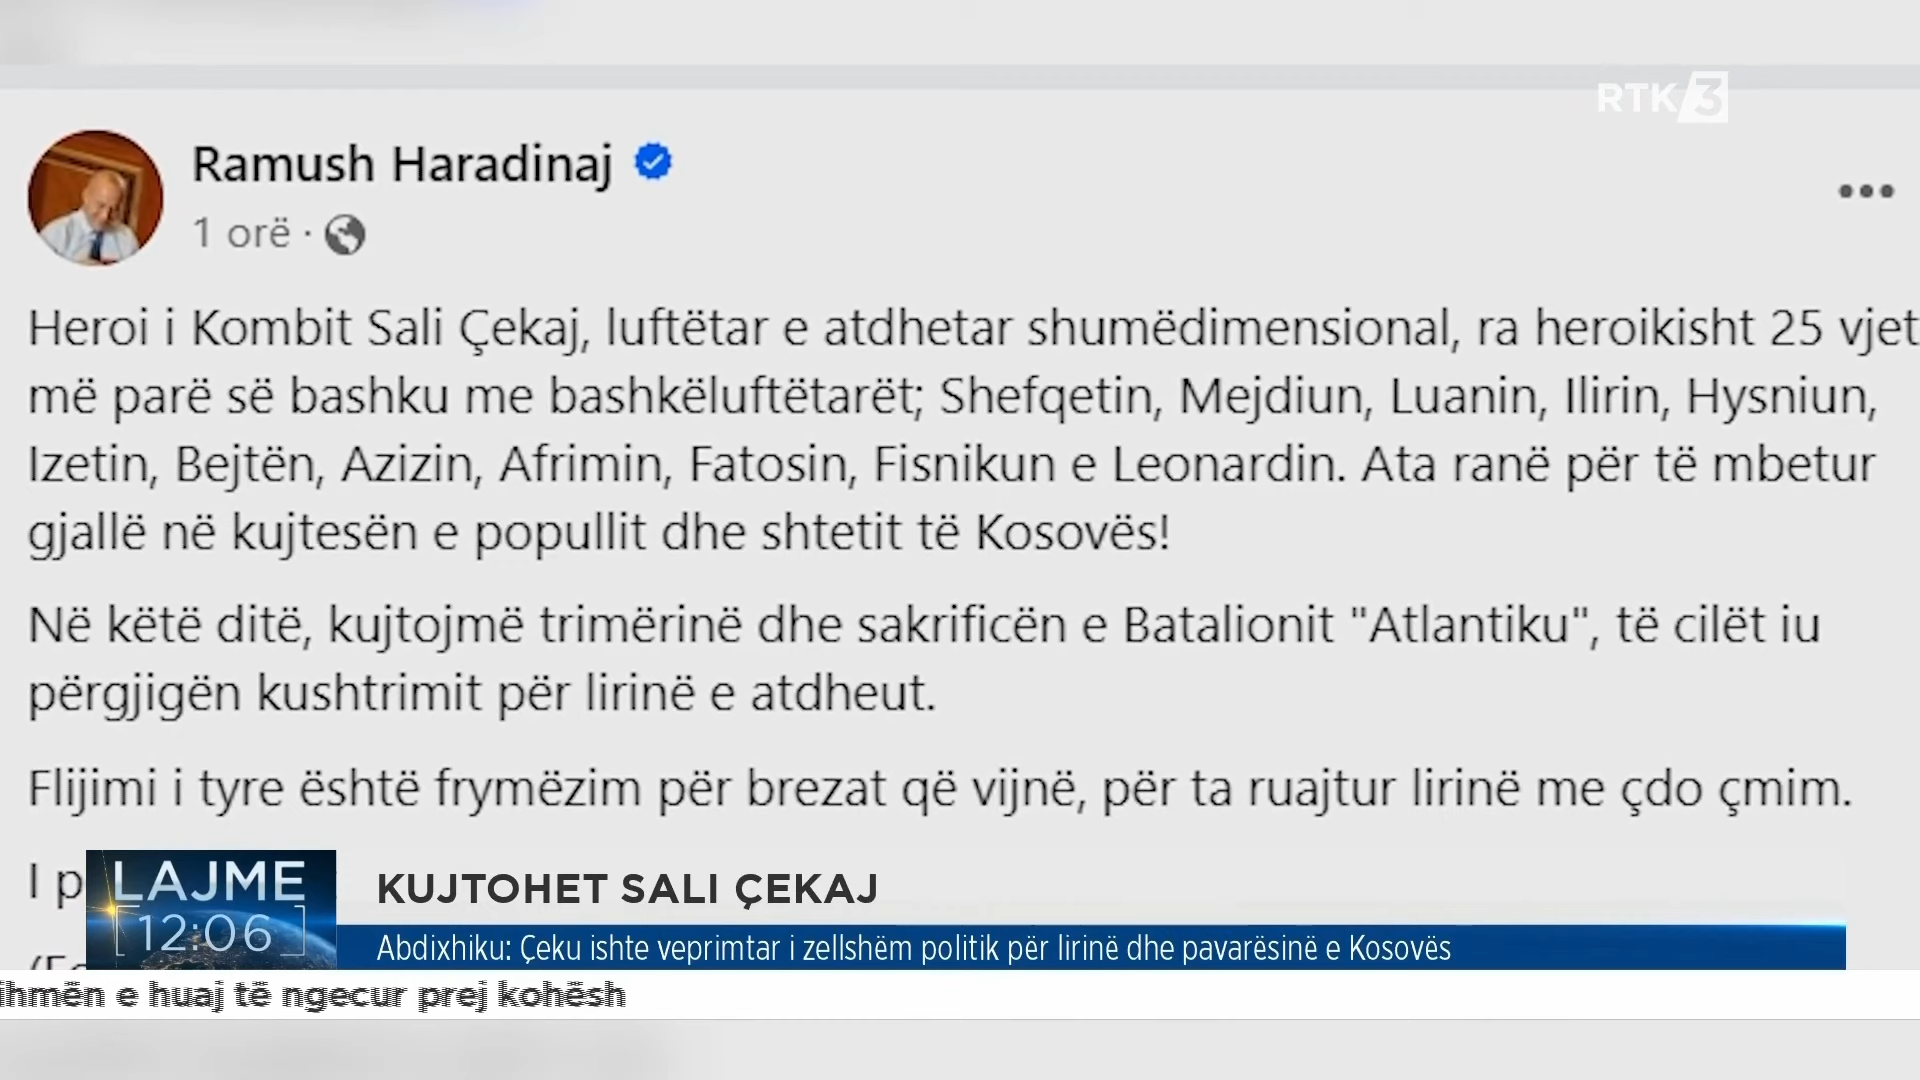 RTK 3
Ramush Haradinaj
1 orë ·
Heroi i Kombit Sali Çekaj, luftëtar e atdhetar shumëdimensional, ra heroikisht 25 vjet
më parë së bashku me bashkëluftëtarët; Shefqetin, Mejdiun, Luanin, Ilirin, Hysniun,
Izetin, Bejtën, Azizin, Afrimin, Fatosin, Fisnikun e Leonardin. Ata ranë për të mbetur
gjallë në kujtesën e popullit dhe shtetit të Kosovës!
Në këtë ditë, kujtojmë trimërinë dhe sakrificën e Batalionit "Atlantiku", të cilët iu
përgjigën kushtrimit për lirinë e atdheut.
Flijimi i tyre është frymëzim për brezat që vijnë, për ta ruajtur lirinë me çdo çmim.
I p
LAJME
12:06
KUJTOHET SALI ÇEKAJ
Abdixhiku: Çeku ishte veprimtar i zellshëm politik për lirinë dhe pavarësinë e Kosovës
e huaj të ngecur prej kohësh